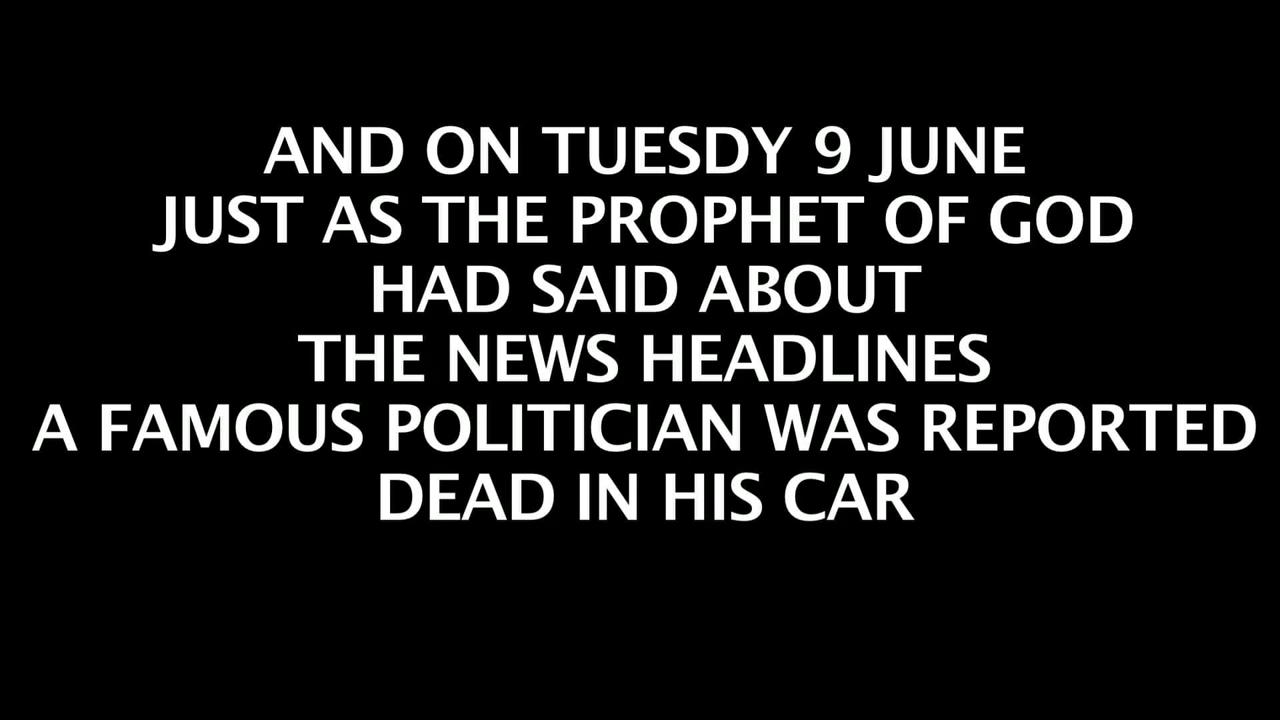 AND ON TUESDY 9 JUNE
JUST AS THE PROPHET OF GOD
HAD SAID ABOUT
THE NEWS HEADLINES
A FAMOUS POLITICIAN WAS REPORTED
DEAD IN HIS CAR